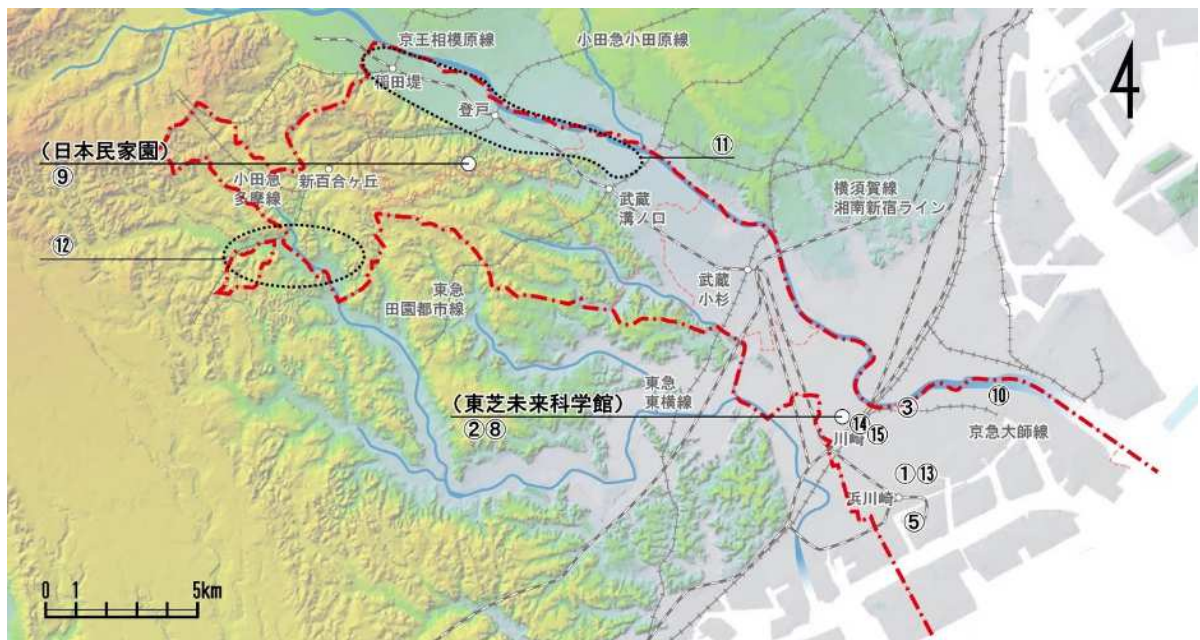 京王相模原線
小田急小田原線
4
稲田堤
登戸
(日本民家園)
⑨
⑪
小田急
多摩線
新百合ヶ丘
武蔵
溝ノ口
横須賀線
湘南新宿ライン
⑫
武蔵
小杉
東急
田園都市線
東急
東横線
(東芝未来科学館)
②⑧
③
⑩
⑭
⑮
川崎
京急大師線
①⑬
浜川崎
⑤
0 1 5km